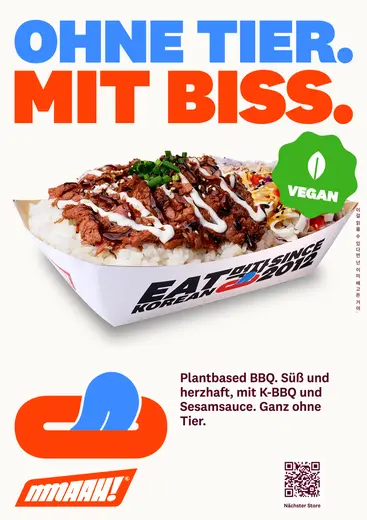 OHNE TIER.
MIT BISS.
VEGAN
EAT
KOREAN
SINCE
2012
Plantbased BBQ. Süß und
herzhaft, mit K-BBQ und
Sesamsauce. Ganz ohne
Tier.
MMAAH!
Nächster Store